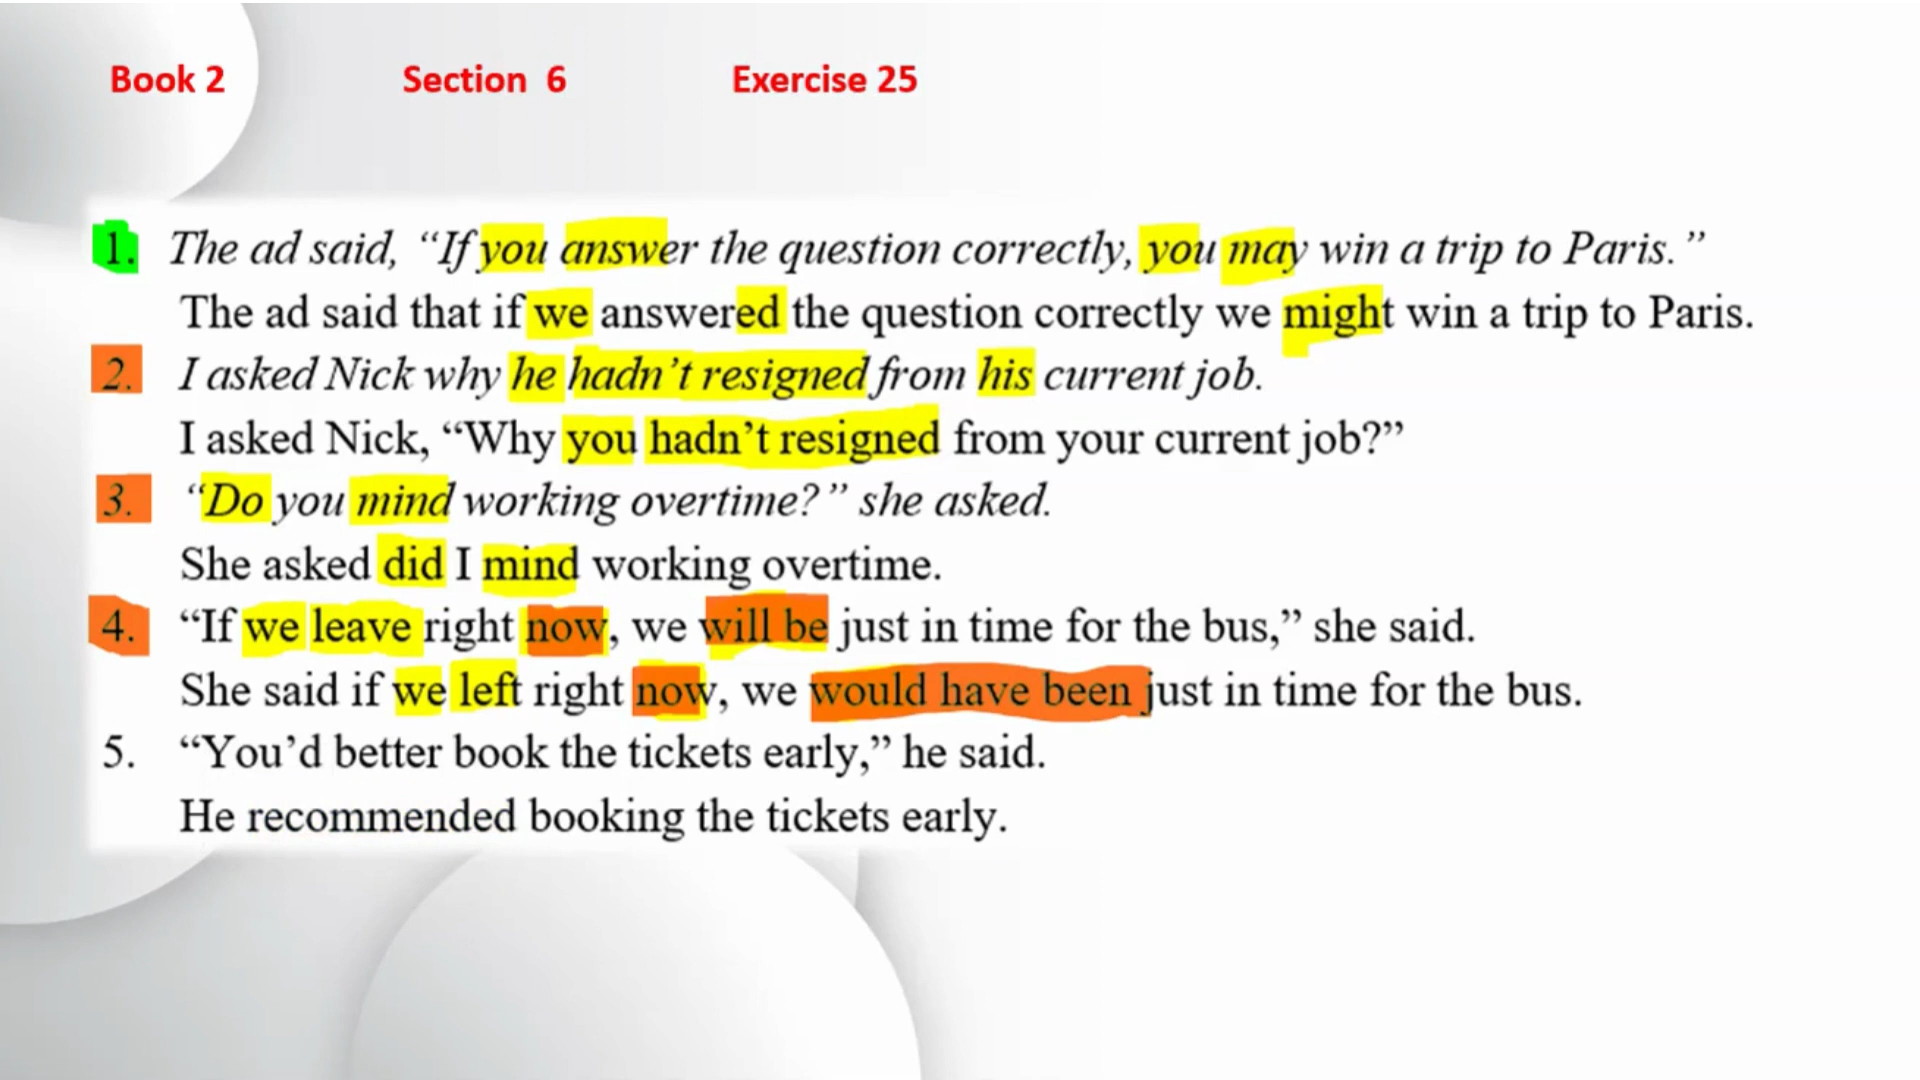 Book 2 Section 6 Exercise 25
1. The ad said, “If you answer the question correctly, you may win a trip to Paris.”
The ad said that if we answered the question correctly we might win a trip to Paris.
2. I asked Nick why he hadn’t resigned from his current job.
I asked Nick, “Why you hadn’t resigned from your current job?”
3. “Do you mind working overtime?” she asked.
She asked did I mind working overtime.
4. “If we leave right now, we will be just in time for the bus,” she said.
She said if we left right now, we would have been just in time for the bus.
5. “You’d better book the tickets early,” he said.
He recommended booking the tickets early.